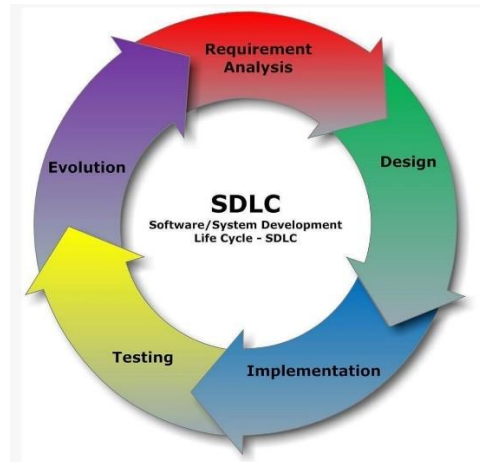 Requirement
Analysis
Design
Evolution
SDLC
Software/System Development
Life Cycle - SDLC
Testing
Implementation